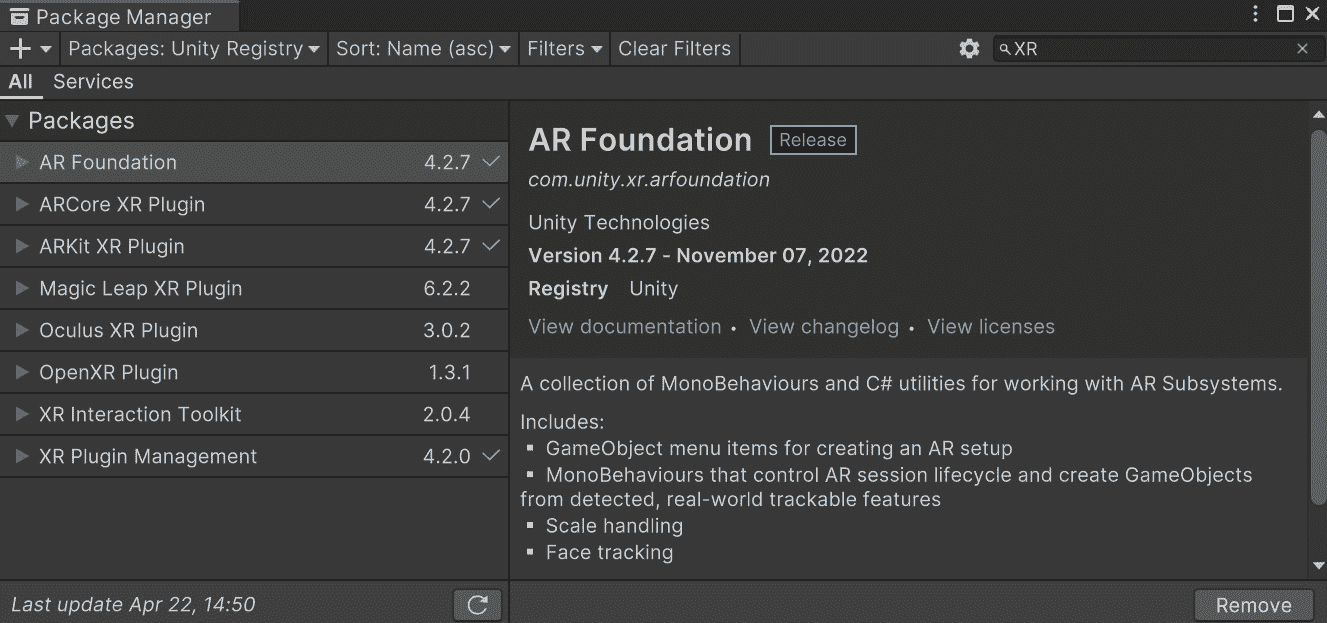 Package Manager
Packages: Unity Registry Sort: Name (asc) Filters Clear Filters XR
All Services
Packages
AR Foundation 4.2.7
ARCore XR Plugin 4.2.7
ARKit XR Plugin 4.2.7
Magic Leap XR Plugin 6.2.2
Oculus XR Plugin 3.0.2
OpenXR Plugin 1.3.1
XR Interaction Toolkit 2.0.4
XR Plugin Management 4.2.0
Last update Apr 22, 14:50
AR Foundation Release
com.unity.xr.arfoundation
Unity Technologies
Version 4.2.7 - November 07, 2022
Registry Unity
View documentation • View changelog • View licenses
A collection of MonoBehaviours and C# utilities for working with AR Subsystems.
Includes:
▪ GameObject menu items for creating an AR setup
▪ MonoBehaviours that control AR session lifecycle and create GameObjects
from detected, real-world trackable features
▪ Scale handling
▪ Face tracking
Remove